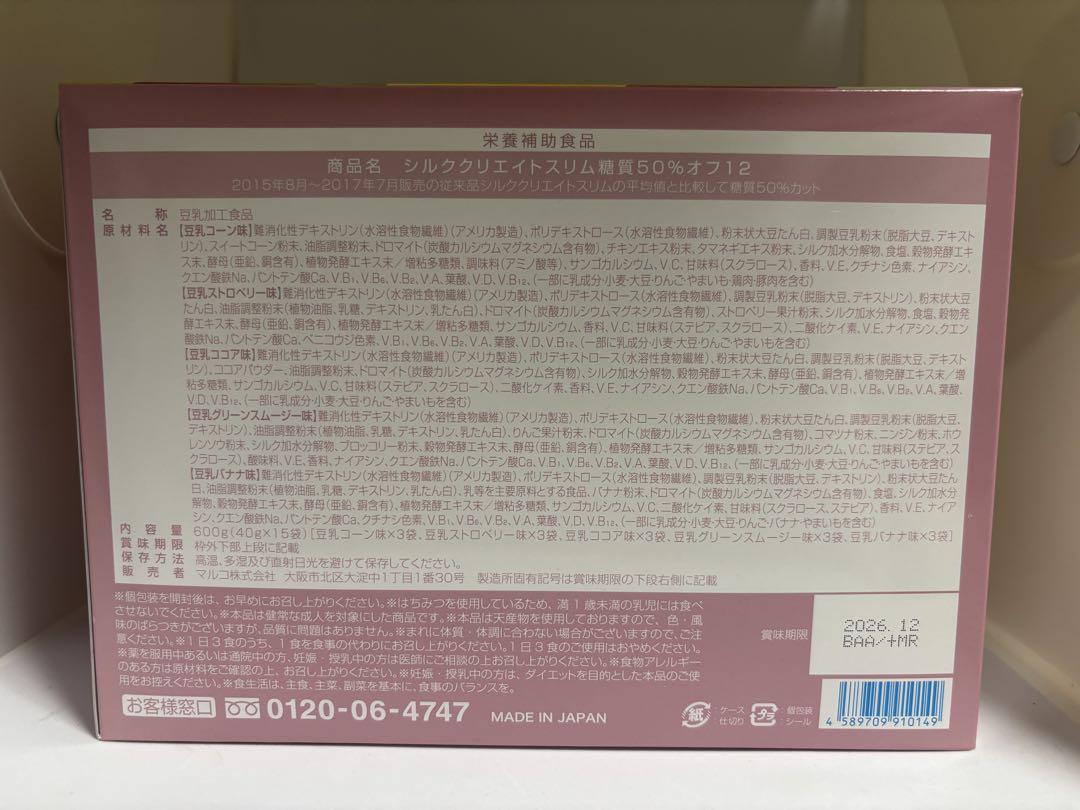 栄養補助食品
商品名 シルククリエイトスリム糖質50%オフ12
2015年8月～2017年7月販売の従来品シルククリエイトスリムの平均値と比較して糖質50%カット
名称 豆乳加工食品
原材料名 【豆乳コーン味】難消化性デキストリン(水溶性食物繊維)(アメリカ製造)、ポリデキストロース(水溶性食物繊維)、粉末状大豆たん白、調製豆乳粉末(脱脂大豆、デキスト
リン)、スイートコーン粉末、油脂調整粉末、ドロマイト(炭酸カルシウムマグネシウム含有物)、チキンエキス粉末、タマネギエキス粉末、シルク加水分解物、食塩、穀物発酵エキス
末、酵母(亜鉛、銅含有)、植物発酵エキス末／増粘多糖類、調味料(アミノ酸等)、サンゴカルシウム、V.C、甘味料(スクラロース)、香料、V.E、クチナシ色素、ナイアシン、
クエン酸鉄Na、パントテン酸Ca、V.B1、V.B6、V.B2、V.A、葉酸、V.D、V.B12、(一部に乳成分・小麦・大豆・りんご・やまいも・鶏肉・豚肉を含む)
【豆乳ストロベリー味】難消化性デキストリン(水溶性食物繊維)(アメリカ製造)、ポリデキストロース(水溶性食物繊維)、調製豆乳粉末(脱脂大豆、デキストリン)、粉末状大豆
たん白、油脂調整粉末(植物油脂、乳糖、デキストリン、乳たん白)、ドロマイト(炭酸カルシウムマグネシウム含有物)、ストロベリー果汁粉末、シルク加水分解物、食塩、穀物発
酵エキス末、酵母(亜鉛、銅含有)、植物発酵エキス末／増粘多糖類、サンゴカルシウム、香料、V.C、甘味料(ステビア、スクラロース)、二酸化ケイ素、V.E、ナイアシン、クエン
酸鉄Na、パントテン酸Ca、ベニコウジ色素、V.B1、V.B6、V.B2、V.A、葉酸、V.D、V.B12、(一部に乳成分・小麦・大豆・りんご・やまいもを含む)
【豆乳ココア味】難消化性デキストリン(水溶性食物繊維)(アメリカ製造)、ポリデキストロース(水溶性食物繊維)、粉末状大豆たん白、調製豆乳粉末(脱脂大豆、デキスト
リン)、ココアパウダー、油脂調整粉末、ドロマイト(炭酸カルシウムマグネシウム含有物)、シルク加水分解物、穀物発酵エキス末、酵母(亜鉛、銅含有)、植物発酵エキス末／増
粘多糖類、サンゴカルシウム、V.C、甘味料(ステビア、スクラロース)、二酸化ケイ素、香料、V.E、ナイアシン、クエン酸鉄Na、パントテン酸Ca、V.B1、V.B6、V.B2、V.A、葉酸、
V.D、V.B12、(一部に乳成分・小麦・大豆・りんご・やまいもを含む)
【豆乳グリーンスムージー味】難消化性デキストリン(水溶性食物繊維)(アメリカ製造)、ポリデキストロース(水溶性食物繊維)、粉末状大豆たん白、調製豆乳粉末(脱脂大豆、
デキストリン)、油脂調整粉末(植物油脂、乳糖、デキストリン、乳たん白)、りんご果汁粉末、ドロマイト(炭酸カルシウムマグネシウム含有物)、コマツナ粉末、ニンジン粉末、ホウ
レンソウ粉末、シルク加水分解物、ブロッコリー粉末、穀物発酵エキス末、酵母(亜鉛、銅含有)、植物発酵エキス末／増粘多糖類、サンゴカルシウム、V.C、甘味料(ステビア、ス
クラロース)、酸味料、V.E、香料、ナイアシン、クエン酸鉄Na、パントテン酸Ca、V.B1、V.B6、V.B2、V.A、葉酸、V.D、V.B12、(一部に乳成分・小麦・大豆・りんご・やまいもを含む)
【豆乳バナナ味】難消化性デキストリン(水溶性食物繊維)(アメリカ製造)、ポリデキストロース(水溶性食物繊維)、調製豆乳粉末(脱脂大豆、デキストリン)、粉末状大豆たん
白、油脂調整粉末(植物油脂、乳糖、デキストリン、乳たん白)、乳等を主要原料とする食品、バナナ粉末、ドロマイト(炭酸カルシウムマグネシウム含有物)、食塩、シルク加水分
解物、穀物発酵エキス末、酵母(亜鉛、銅含有)、植物発酵エキス末／増粘多糖類、サンゴカルシウム、V.C、二酸化ケイ素、甘味料(スクラロース、ステビア)、香料、V.E、ナイア
シン、クエン酸鉄Na、パントテン酸Ca、クチナシ色素、V.B1、V.B6、V.B2、V.A、葉酸、V.D、V.B12、(一部に乳成分・小麦・大豆・りんご・バナナ・やまいもを含む)
内容量 600g(40g×15袋)[豆乳コーン味×3袋、豆乳ストロベリー味×3袋、豆乳ココア味×3袋、豆乳グリーンスムージー味×3袋、豆乳バナナ味×3袋]
賞味期限 枠外下部上段に記載
保存方法 高温、多湿及び直射日光を避けて保存してください。
販売者 マルコ株式会社 大阪市北区大淀中1丁目1番30号 製造所固有記号は賞味期限の下段右側に記載
※個包装を開封後は、お早めにお召し上がりください。※はちみつを使用しているため、満1歳未満の乳児には食べ
させないでください。※本品は健常な成人を対象にした商品です。※本品は天産物を使用しておりますので、色・風
味のばらつきがございますが、品質に問題はありません。※まれに体質・体調に合わない場合がございますので、ご注
意ください。※1日3食のうち、1食を食事の代わりにお召し上がりください。1日3食のご使用はおやめください。
※薬を服用中あるいは通院中の方、妊娠・授乳中の方は医師にご相談の上お召し上がりください。※食物アレルギー
のある方は原材料をご確認の上、お召し上がりください。※妊娠・授乳中の方は、ダイエットを目的とした本品のご使
用をお控えください。※食生活は、主食、主菜、副菜を基本に、食事のバランスを。
賞味期限 2026.12
BAA/+MR
お客様窓口 0120-06-4747 MADE IN JAPAN
紙 :ケース
・仕切り
プラ :個包装
・シール
4 589709 910149